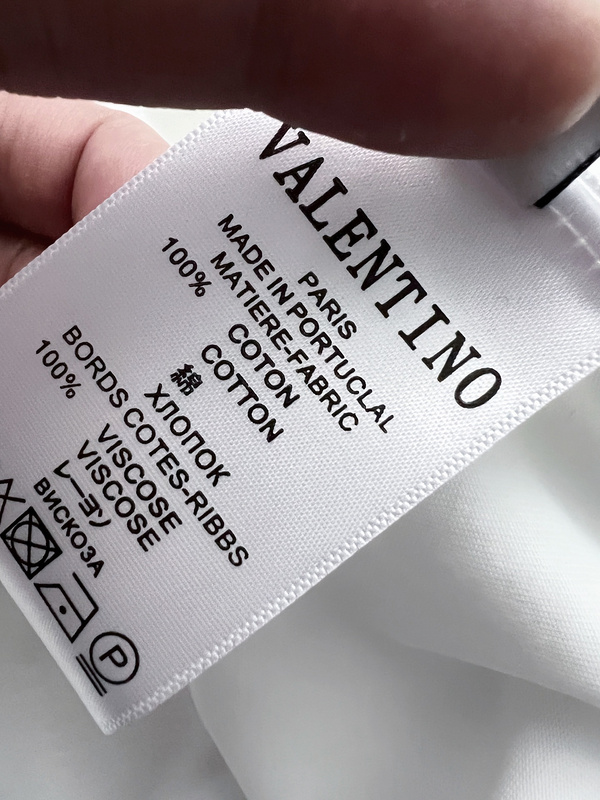 VALENTINO
PARIS
MADE IN PORTUCLAL
MATIERE-FABRIC
100% COTON
COTTON
綿
ХЛОПОК
BORDS COTES-RIBBS
100% VISCOSE
VISCOSE
レーヨン
ВИСКОЗА
P